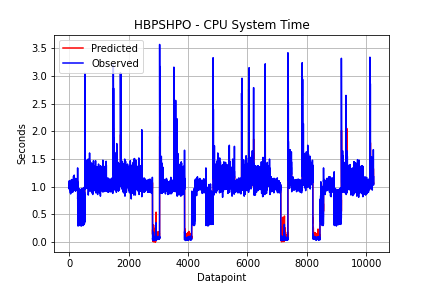 HBPSHPO - CPU System Time
Predicted
Observed
Seconds
3.5
3.0
2.5
2.0
1.5
1.0
0.5
0.0
0
2000
4000
6000
8000
10000
Datapoint